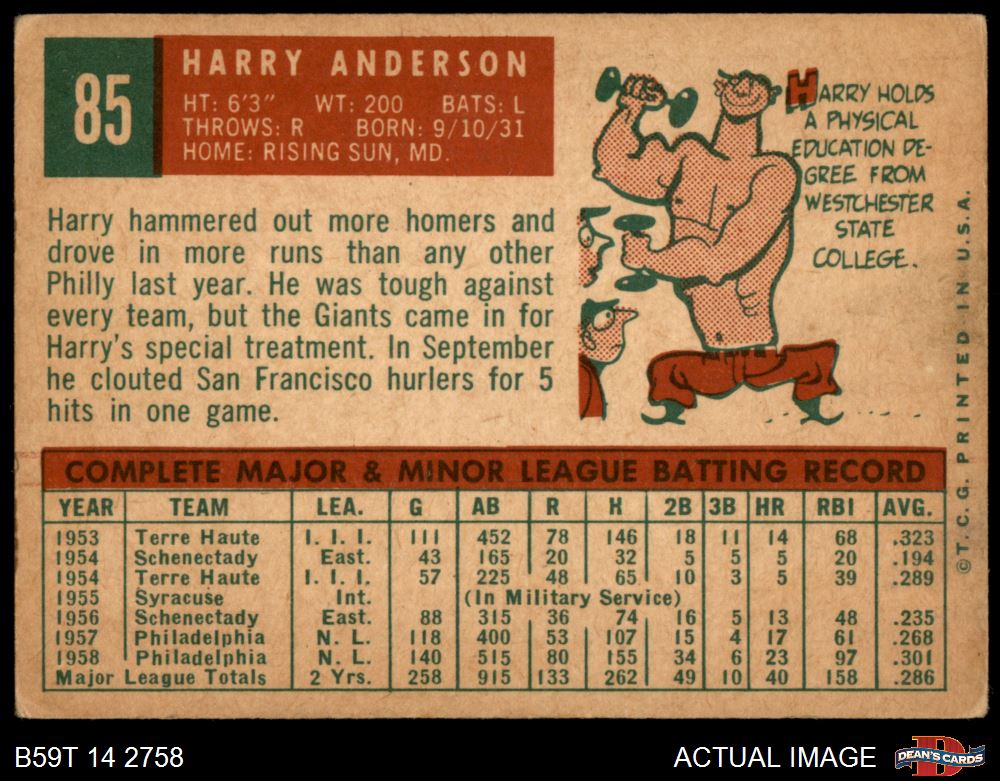 85
HARRY ANDERSON
HT: 6'3" WT: 200 BATS: L
THROWS: R BORN: 9/10/31
HOME: RISING SUN, MD.
HARRY HOLDS
A PHYSICAL
EDUCATION DE-
GREE FROM
WESTCHESTER
STATE
COLLEGE.
Harry hammered out more homers and
drove in more runs than any other
Philly last year. He was tough against
every team, but the Giants came in for
Harry's special treatment. In September
he clouted San Francisco hurlers for 5
hits in one game.
©T.C.G. PRINTED IN U.S.A.
COMPLETE MAJOR & MINOR LEAGUE BATTING RECORD
YEAR TEAM LEA. G AB R H 2B 3B HR RBI AVG.
1953 Terre Haute I. I. I. 111 452 78 146 18 11 14 68 .323
1954 Schenectady East. 43 165 20 32 5 5 5 20 .194
1954 Terre Haute I. I. I. 57 225 48 65 10 3 5 39 .289
1955 Syracuse Int. (In Military Service)
1956 Schenectady East. 88 315 36 74 16 5 13 48 .235
1957 Philadelphia N. L. 118 400 53 107 15 4 17 61 .268
1958 Philadelphia N. L. 140 515 80 155 34 6 23 97 .301
Major League Totals 2 Yrs. 258 915 133 262 49 10 40 158 .286
B59T 14 2758
ACTUAL IMAGE
D
DEAN'S CARDS